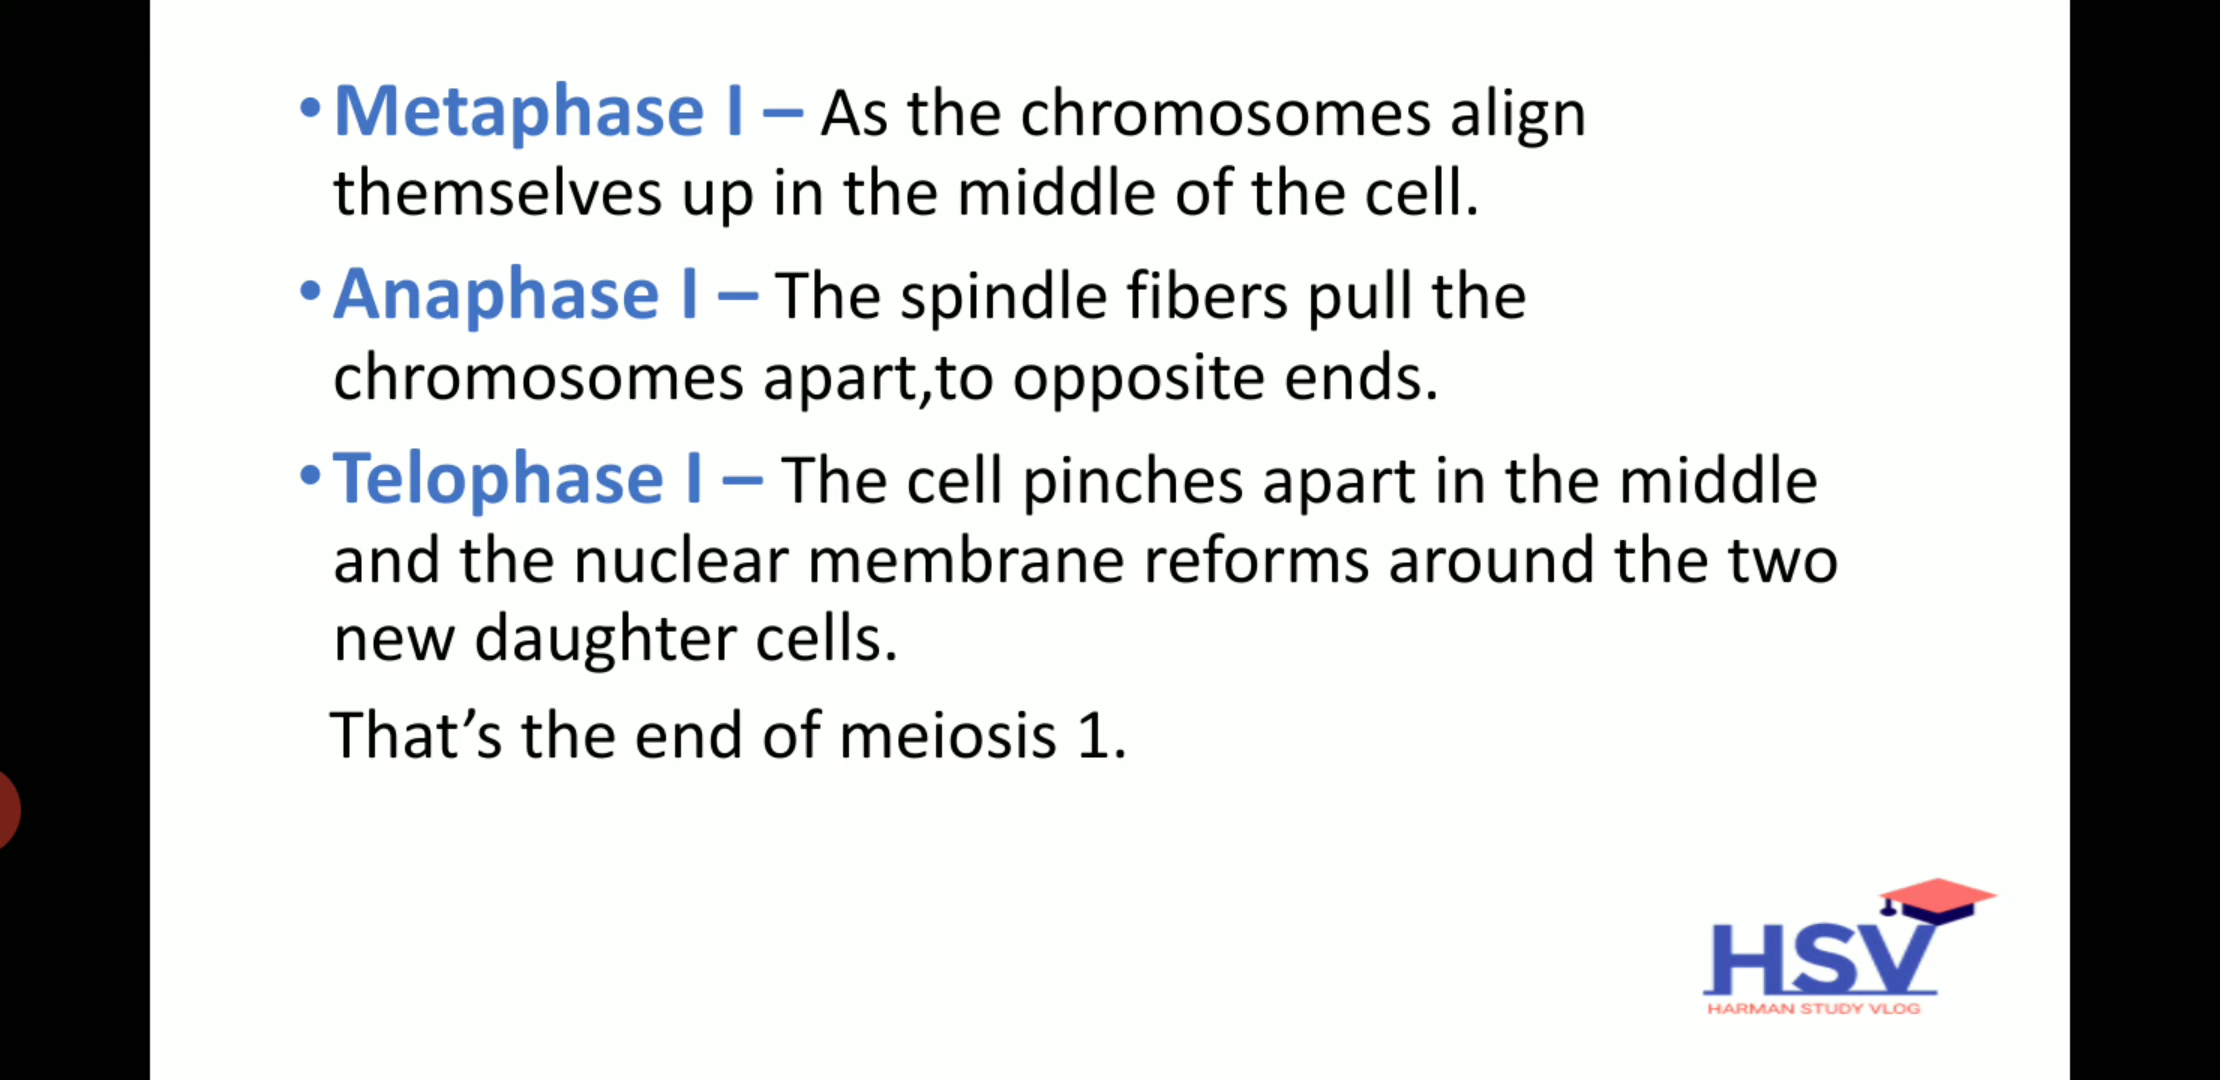 •Metaphase I – As the chromosomes align
themselves up in the middle of the cell.
•Anaphase I – The spindle fibers pull the
chromosomes apart,to opposite ends.
•Telophase I – The cell pinches apart in the middle
and the nuclear membrane reforms around the two
new daughter cells.
That’s the end of meiosis 1.
HSV
HARMAN STUDY VLOG